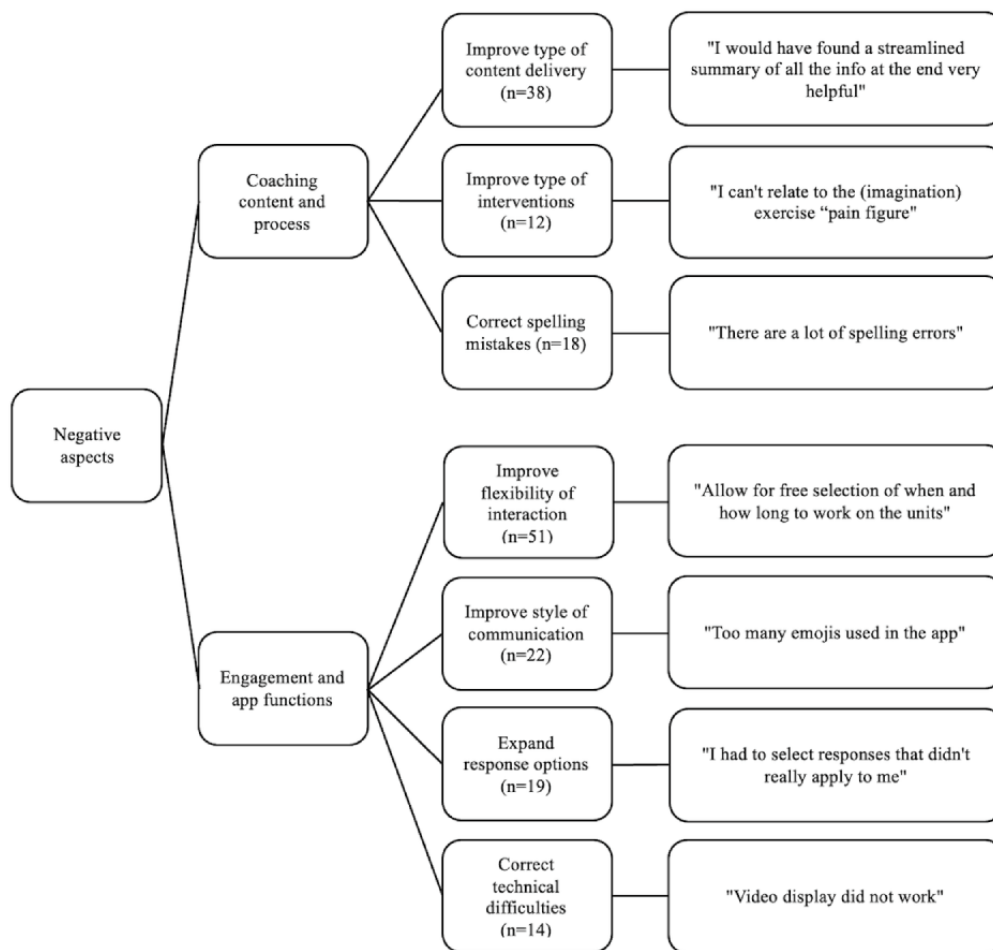 Negative
aspects
Coaching
content and
process
Improve type of
content delivery
(n=38)
"I would have found a streamlined
summary of all the info at the end very
helpful"
Improve type of
interventions
(n=12)
"I can't relate to the (imagination)
exercise “pain figure"
Correct spelling
mistakes (n=18)
"There are a lot of spelling errors"
Engagement and
app functions
Improve
flexibility of
interaction
(n=51)
"Allow for free selection of when and
how long to work on the units"
Improve style of
communication
(n=22)
"Too many emojis used in the app"
Expand
response options
(n=19)
"I had to select responses that didn't
really apply to me"
Correct
technical
difficulties
(n=14)
"Video display did not work"